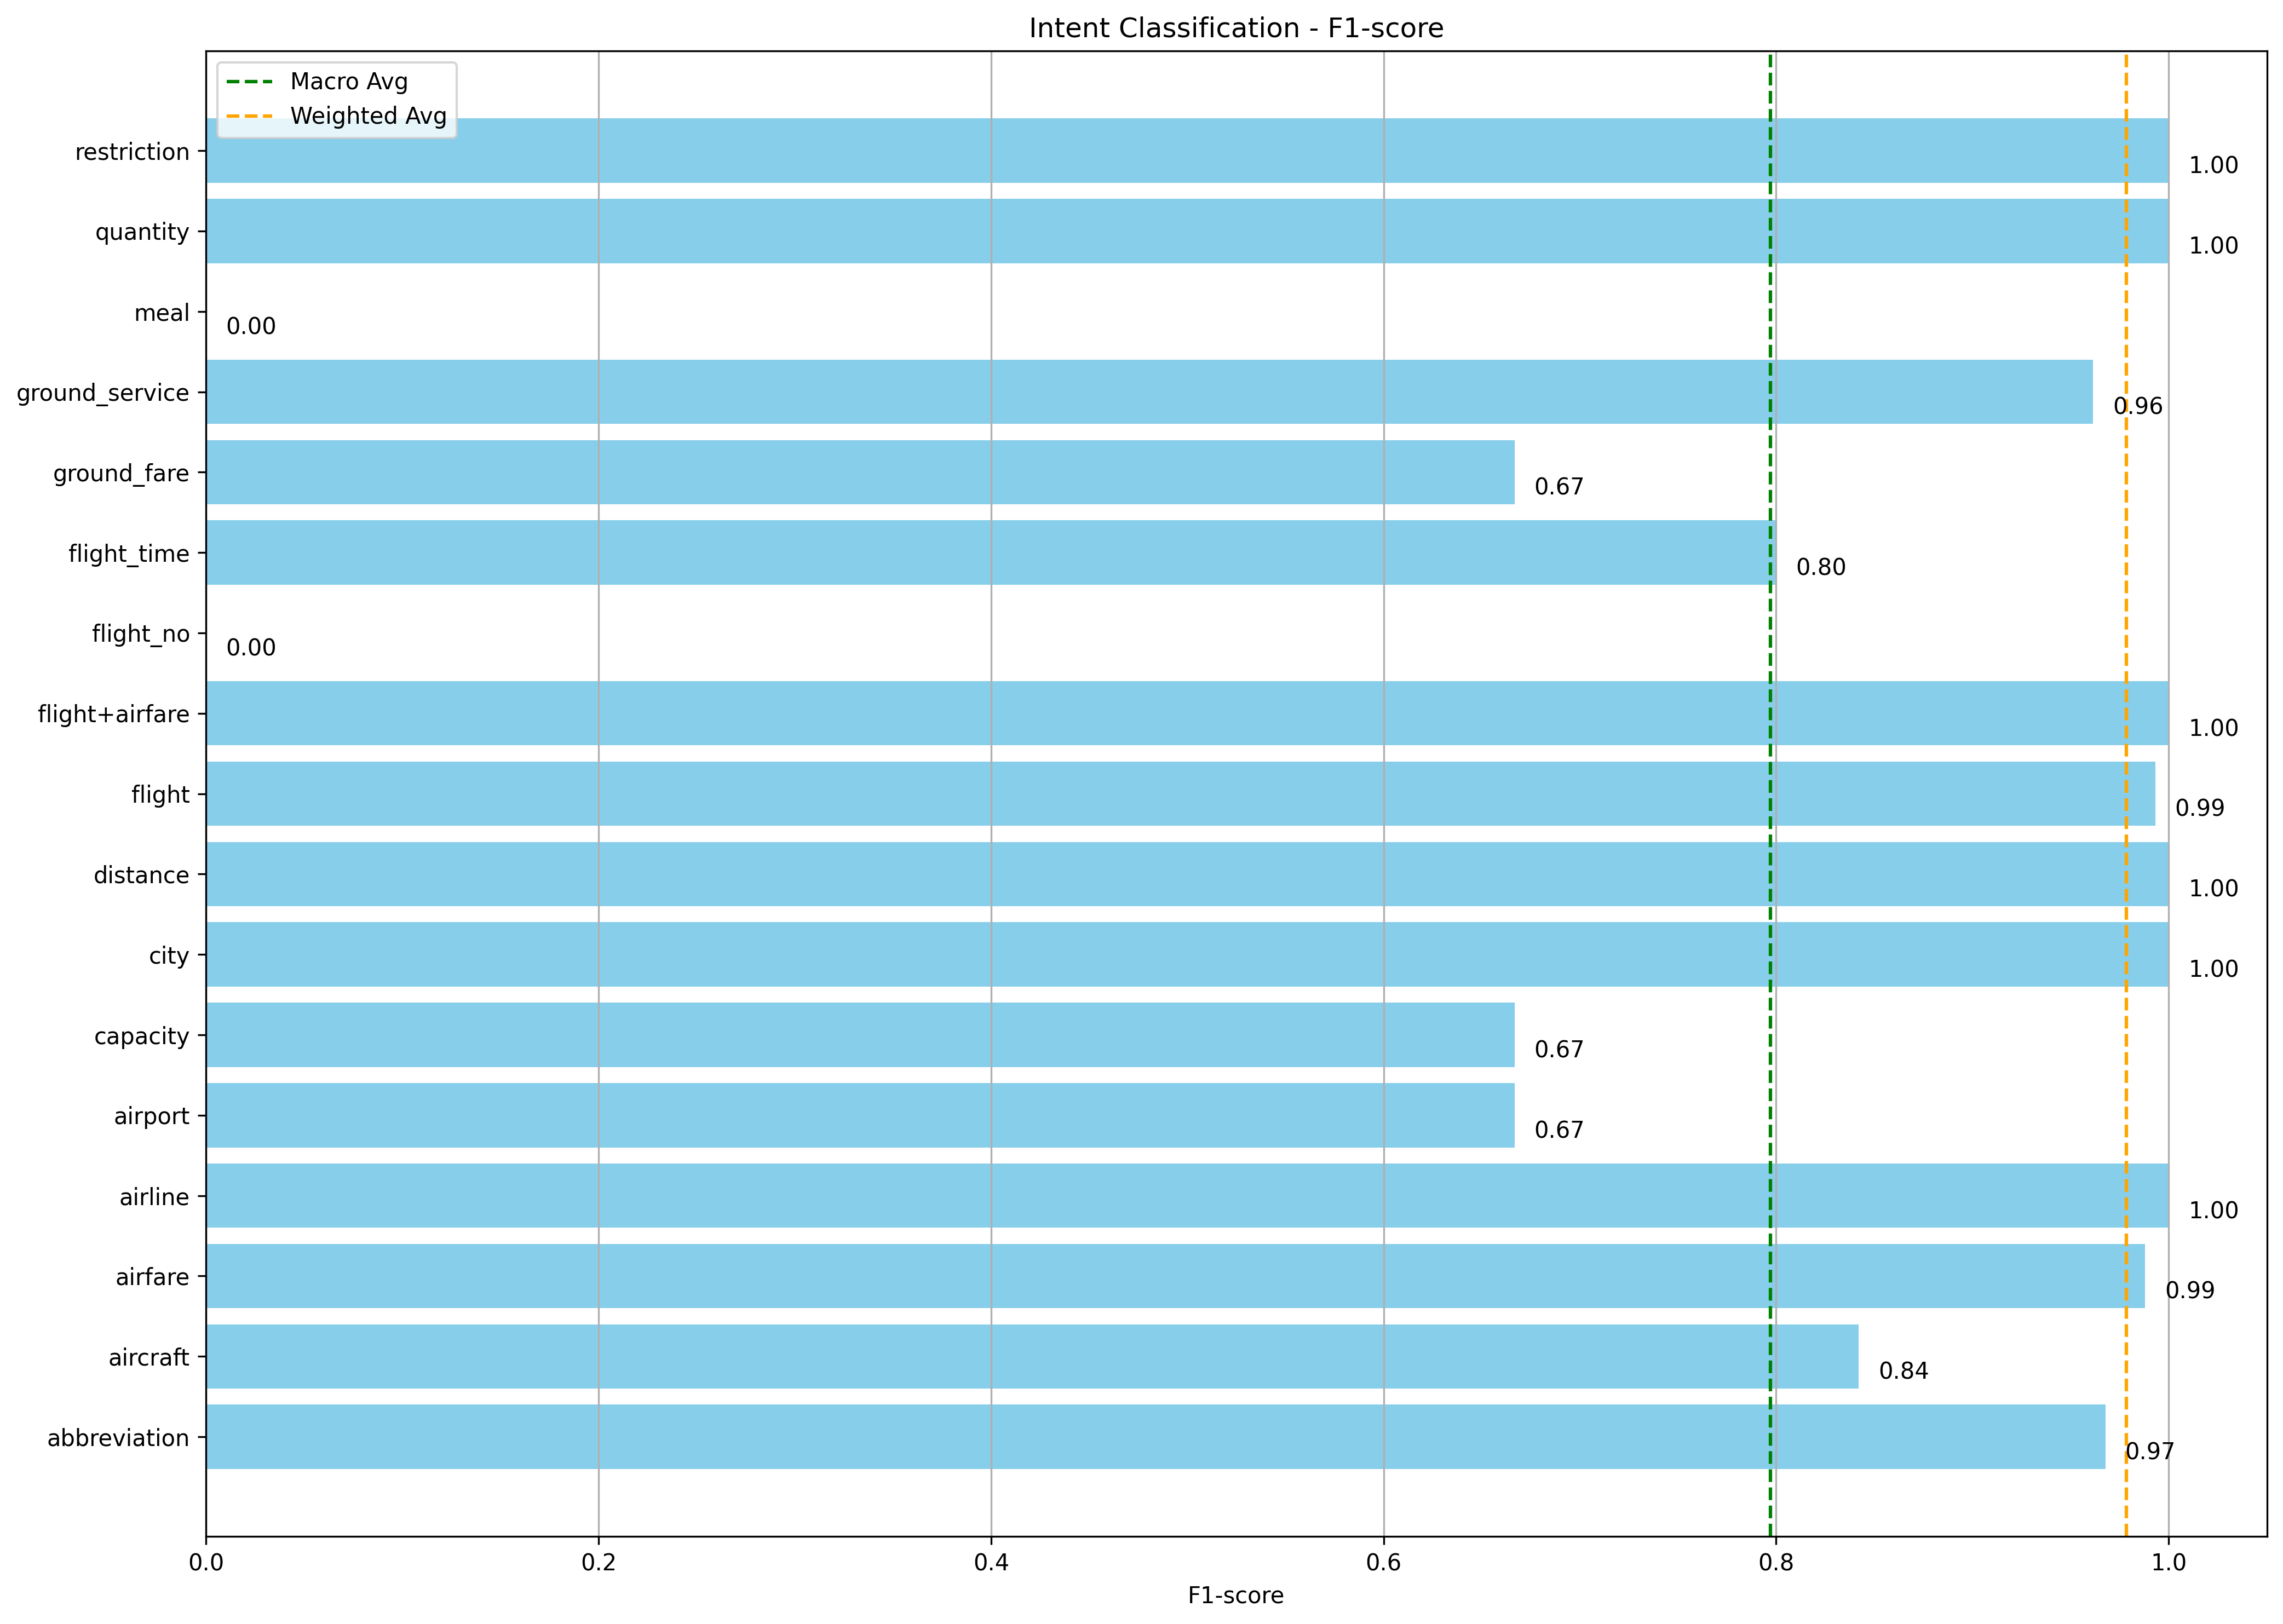 Intent Classification - F1-score
Macro Avg
Weighted Avg
restriction
1.00
quantity
1.00
meal
0.00
ground_service
0.96
ground_fare
0.67
flight_time
0.80
flight_no
0.00
flight+airfare
1.00
flight
0.99
distance
1.00
city
1.00
capacity
0.67
airport
0.67
airline
1.00
airfare
0.99
aircraft
0.84
abbreviation
0.97
0.0 0.2 0.4 0.6 0.8 1.0
F1-score